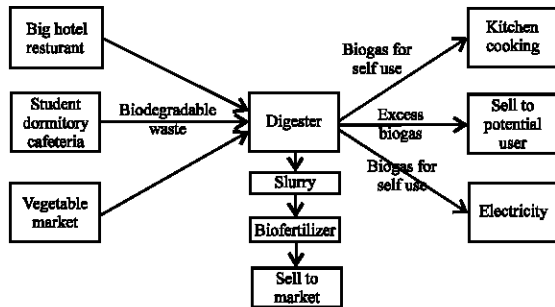 Big hotel
resturant
Student
dormitory
cafeteria
Vegetable
market
Biodegradable
waste
Digester
Slurry
Biofertilizer
Sell to
market
Biogas for
self use
Excess
biogas
Biogas for
self use
Kitchen
cooking
Sell to
potential
user
Electricity